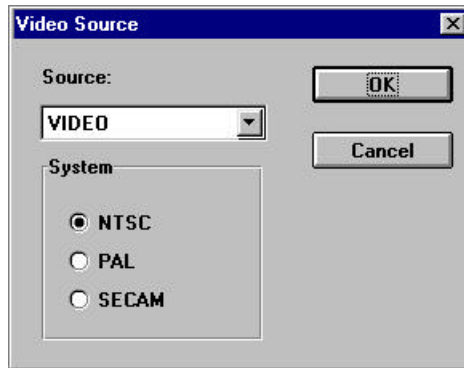 Video Source
Source:
OK
VIDEO
Cancel
System
NTSC
PAL
SECAM